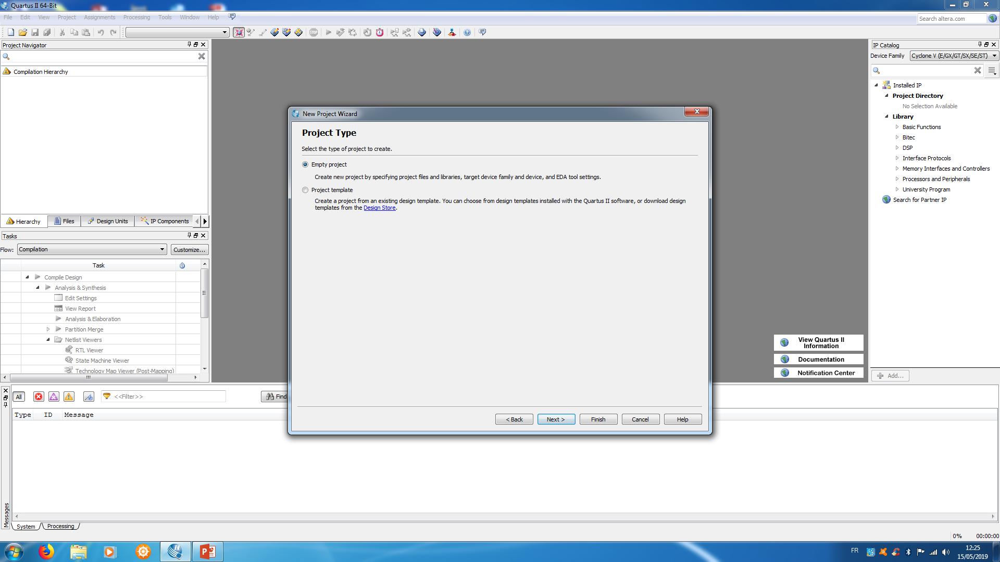 Quartus II 64-Bit
File Edit View Project Assignments Processing Tools Window Help
Search altera.com
Project Navigator
Compilation Hierarchy
Hierarchy Files Design Units IP Components
Tasks
Flow: Compilation Customize...
Task
Compile Design
Analysis & Synthesis
Edit Settings
View Report
Analysis & Elaboration
Partition Merge
Netlist Viewers
RTL Viewer
State Machine Viewer
Technology Map Viewer (Post-Mapping)
New Project Wizard
Project Type
Select the type of project to create.
Empty project
Create new project by specifying project files and libraries, target device family and device, and EDA tool settings.
Project template
Create a project from an existing design template. You can choose from design templates installed with the Quartus II software, or download design
templates from the Design Store.
< Back Next > Finish Cancel Help
View Quartus II
Information
Documentation
Notification Center
IP Catalog
Device Family Cyclone V (E/GX/GT/SX/SE/ST)
Installed IP
Project Directory
No Selection Available
Library
Basic Functions
Bitec
DSP
Interface Protocols
Memory Interfaces and Controllers
Processors and Peripherals
University Program
Search for Partner IP
Add...
All <<Filter>> Find
Type ID Message
Messages
System Processing
0% 00:00:00
FR
12:25
15/05/2019